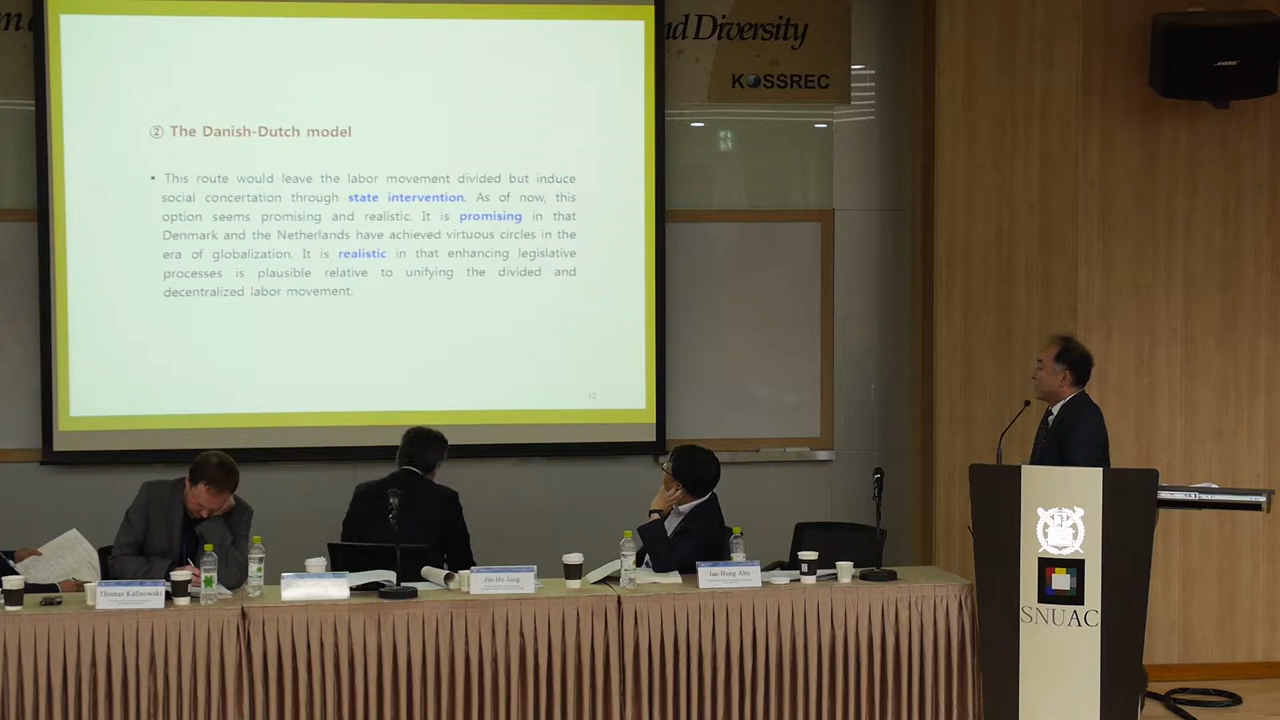 nd Diversity
KOSSREC
BOSE
② The Danish-Dutch model
• This route would leave the labor movement divided but induce
social concertation through state intervention. As of now, this
option seems promising and realistic. It is promising in that
Denmark and the Netherlands have achieved virtuous circles in the
era of globalization. It is realistic in that enhancing legislative
processes is plausible relative to unifying the divided and
decentralized labor movement.
12
Thomas Kalinowski
Jin-Ho Jung
Jae-Hung Ahn
SNUAC